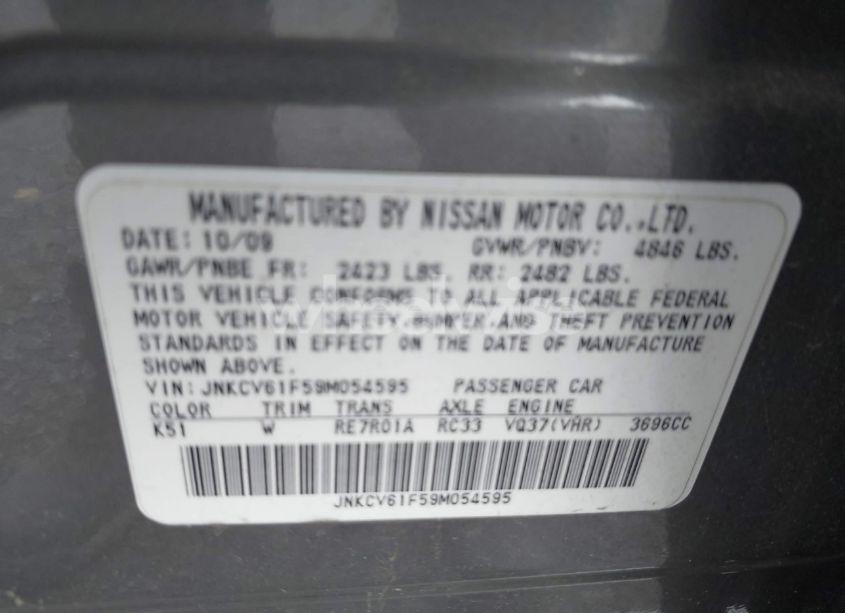 MANUFACTURED BY NISSAN MOTOR CO.,LTD.
DATE: 10/09 GVWR/PNBV: 4846 LBS.
GAWR/PNBE FR: 2423 LBS. RR: 2482 LBS.
THIS VEHICLE CONFORMS TO ALL APPLICABLE FEDERAL
MOTOR VEHICLE SAFETY, BUMPER, AND THEFT PREVENTION
STANDARDS IN EFFECT ON THE DATE OF MANUFACTURE
SHOWN ABOVE.
VIN: JNKCV61F59M054595 PASSENGER CAR
COLOR TRIM TRANS AXLE ENGINE
K51 W RE7R01A RC33 VQ37(VHR) 3696CC
JNKCV61F59M054595